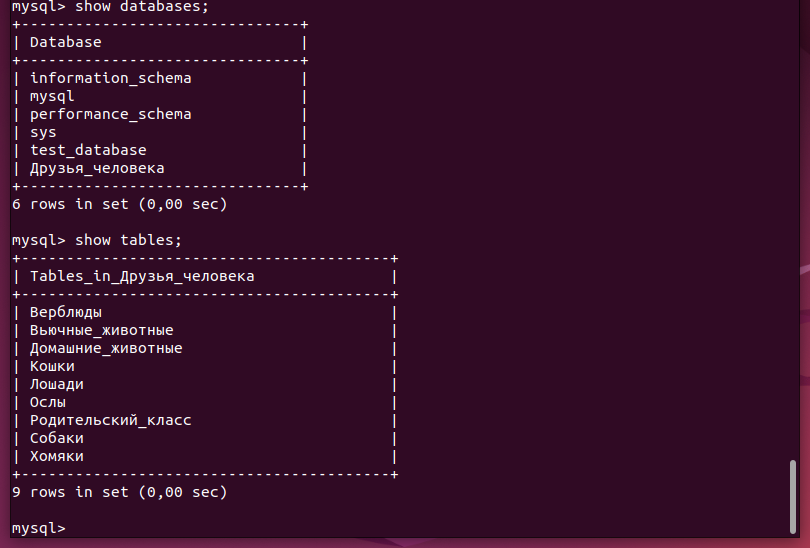 mysql> show databases;
+-------------------------------+
| Database                      |
+-------------------------------+
| information_schema            |
| mysql                         |
| performance_schema            |
| sys                           |
| test_database                 |
| Друзья_человека               |
+-------------------------------+
6 rows in set (0,00 sec)
mysql> show tables;
+-----------------------------------------+
| Tables_in_Друзья_человека               |
+-----------------------------------------+
| Верблюды                                |
| Вьючные_животные                        |
| Домашние_животные                       |
| Кошки                                   |
| Лошади                                  |
| Ослы                                    |
| Родительский_класс                      |
| Собаки                                  |
| Хомяки                                  |
+-----------------------------------------+
9 rows in set (0,00 sec)
mysql>